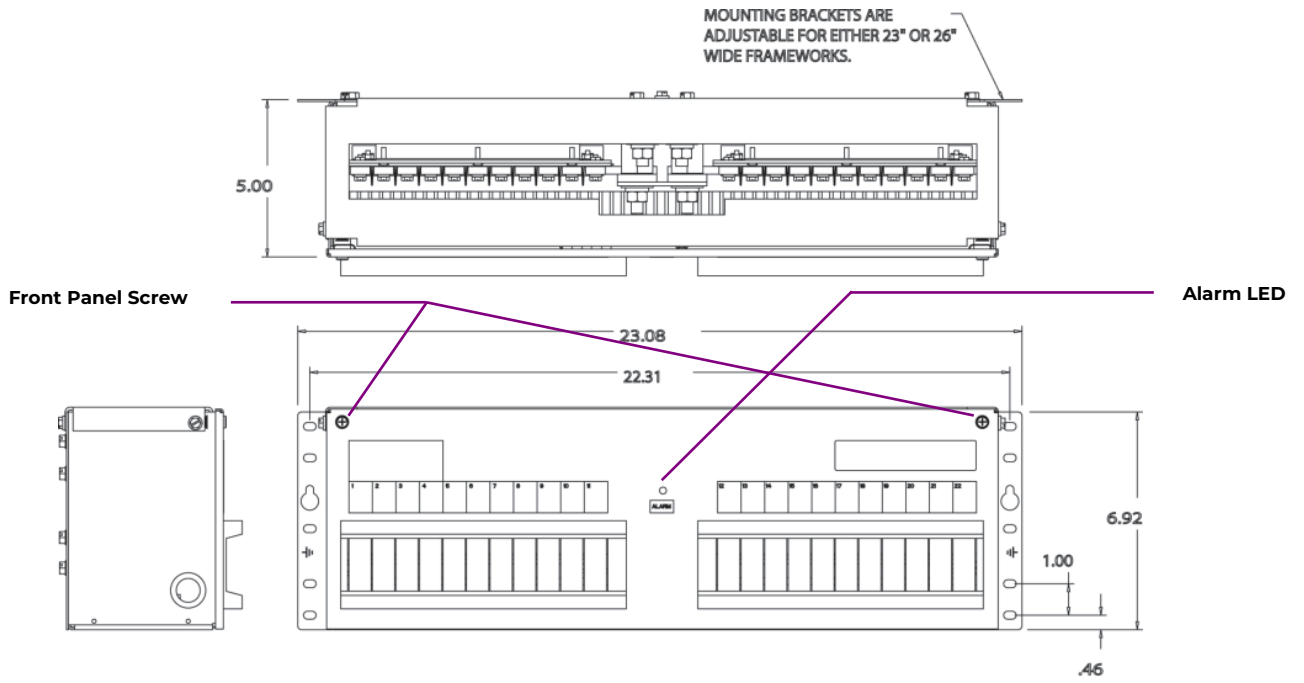 MOUNTING BRACKETS ARE
ADJUSTABLE FOR EITHER 23" OR 26"
WIDE FRAMEWORKS.
5.00
Front Panel Screw
Alarm LED
23.08
22.31
1 2 3 4 5 6 7 8 9 10 11
ALARM
12 13 14 15 16 17 18 19 20 21 22
6.92
1.00
.46